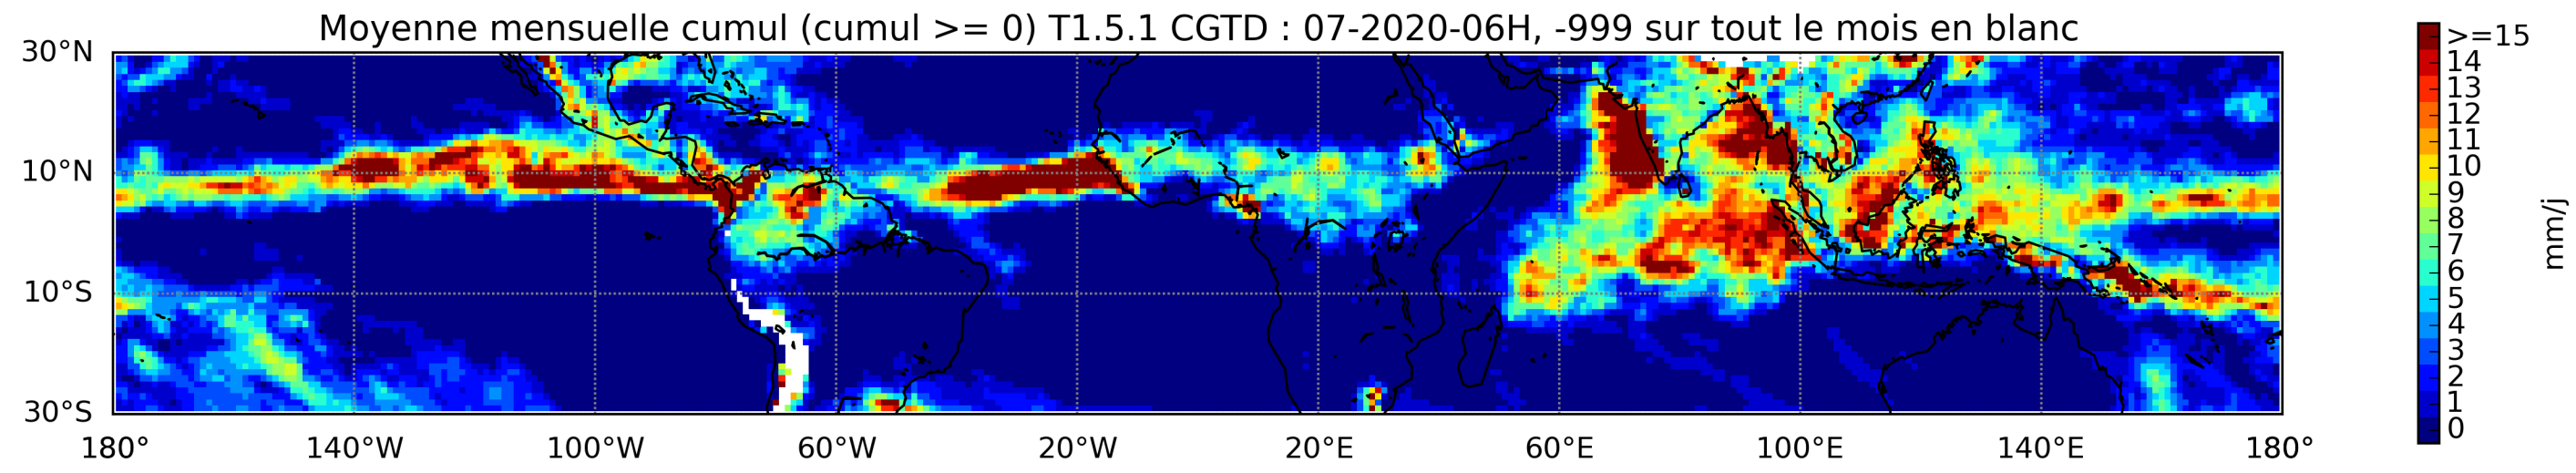 Moyenne mensuelle cumul (cumul >= 0) T1.5.1 CGTD : 07-2020-06H, -999 sur tout le mois en blanc
30°N
10°N
10°S
30°S
180° 140°W 100°W 60°W 20°W 20°E 60°E 100°E 140°E 180°
>=15
14
13
12
11
10
9
8
7
6
5
4
3
2
1
0
mm/j